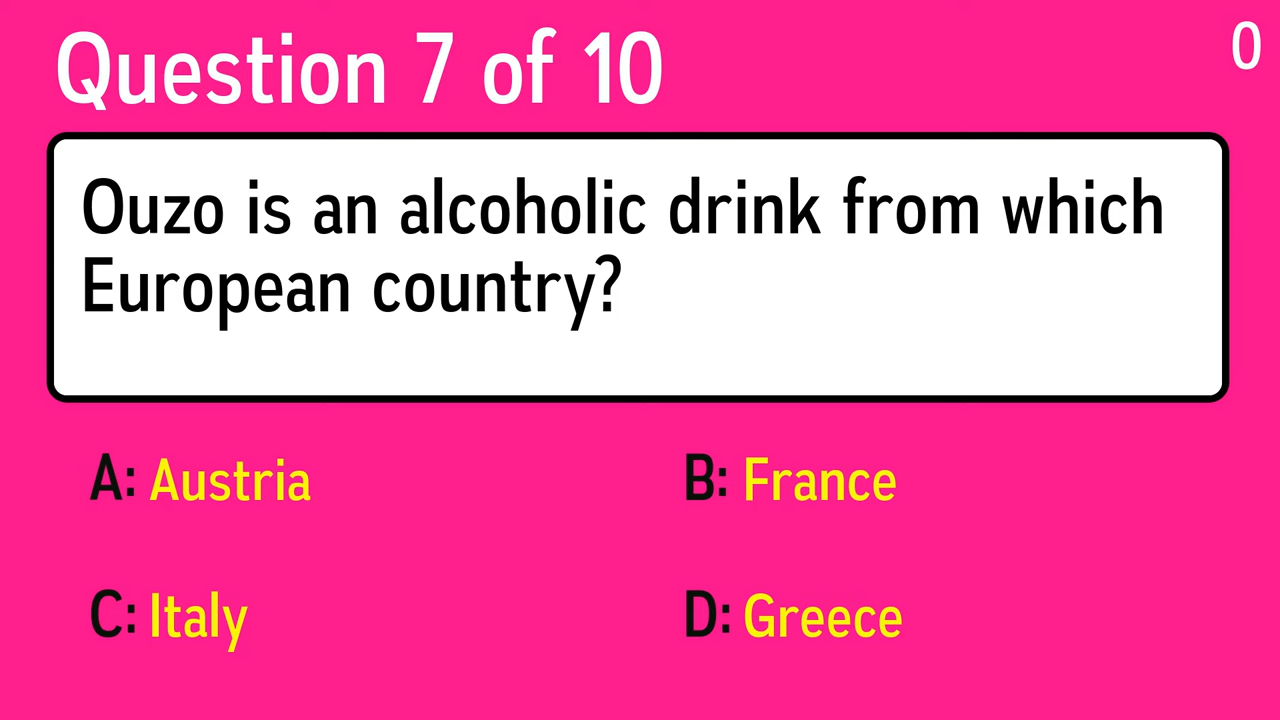 Question 7 of 10
0
Ouzo is an alcoholic drink from which
European country?
A: Austria
B: France
C: Italy
D: Greece